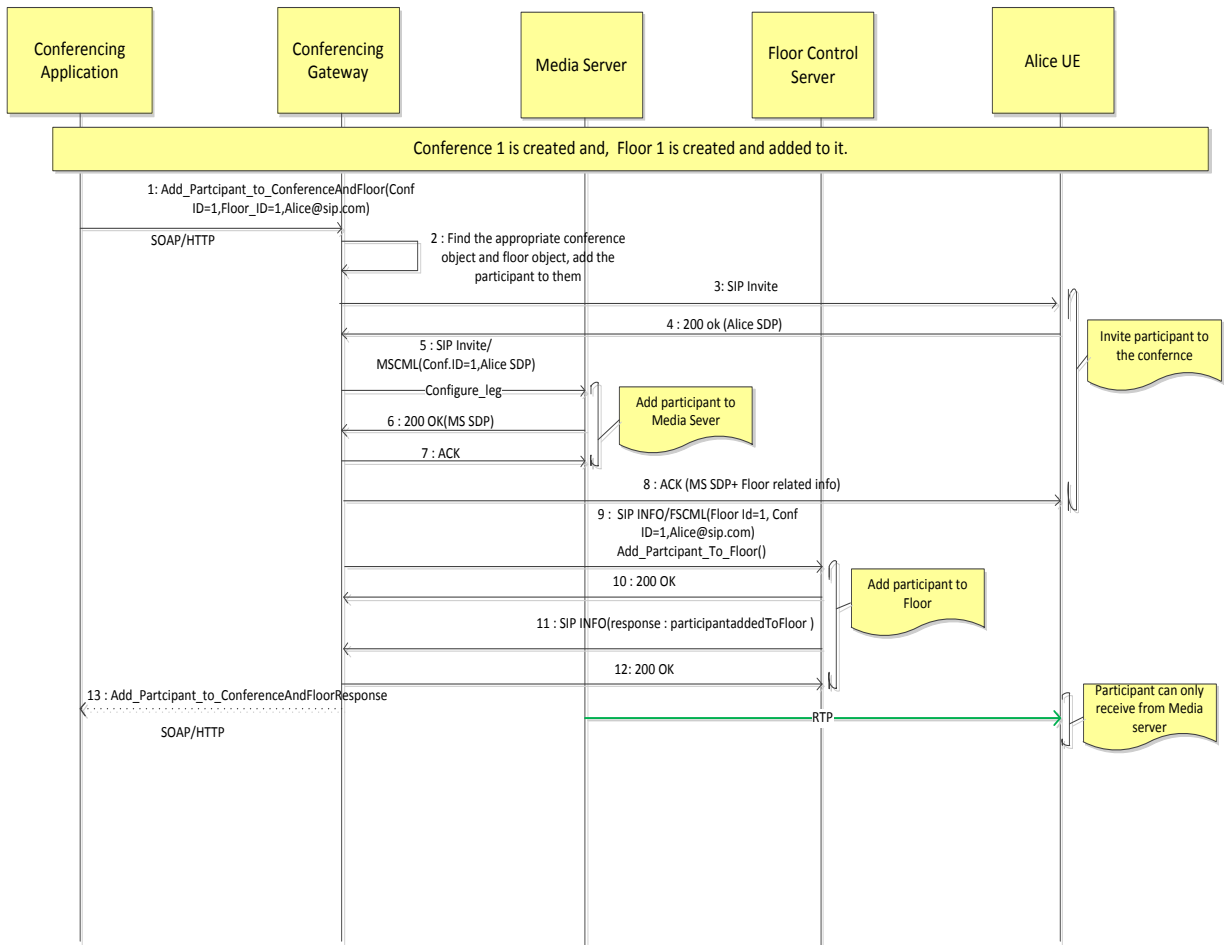 Conferencing
Application
Conferencing
Gateway
Media Server
Floor Control
Server
Alice UE
Conference 1 is created and, Floor 1 is created and added to it.
1: Add_Partcipant_to_ConferenceAndFloor(Conf
ID=1,Floor_ID=1,Alice@sip.com)
SOAP/HTTP
2 : Find the appropriate conference
object and floor object, add the
participant to them
3: SIP Invite
4 : 200 ok (Alice SDP)
Invite participant to
the confernce
5 : SIP Invite/
MSCML(Conf.ID=1,Alice SDP)
Configure_leg
Add participant to
Media Sever
6 : 200 OK(MS SDP)
7 : ACK
8 : ACK (MS SDP+ Floor related info)
9 : SIP INFO/FSCML(Floor Id=1, Conf
ID=1,Alice@sip.com)
Add_Partcipant_To_Floor()
10 : 200 OK
Add participant to
Floor
11 : SIP INFO(response : participantaddedToFloor )
12: 200 OK
13 : Add_Partcipant_to_ConferenceAndFloorResponse
SOAP/HTTP
RTP
Participant can only
receive from Media
server